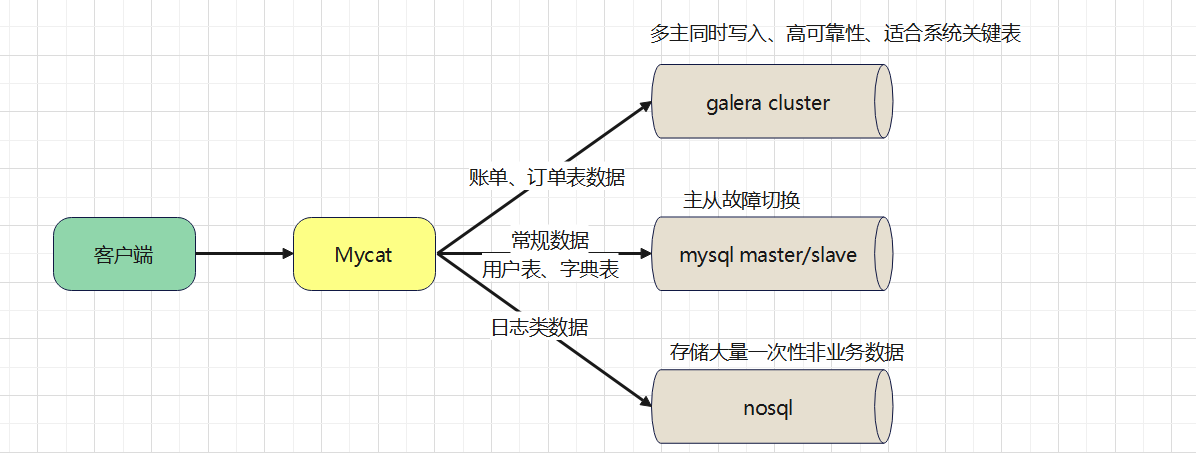 多主同时写入、高可靠性、适合系统关键表
galera cluster
账单、订单表数据
主从故障切换
客户端
Mycat
常规数据
用户表、字典表
mysql master/slave
日志类数据
存储大量一次性非业务数据
nosql